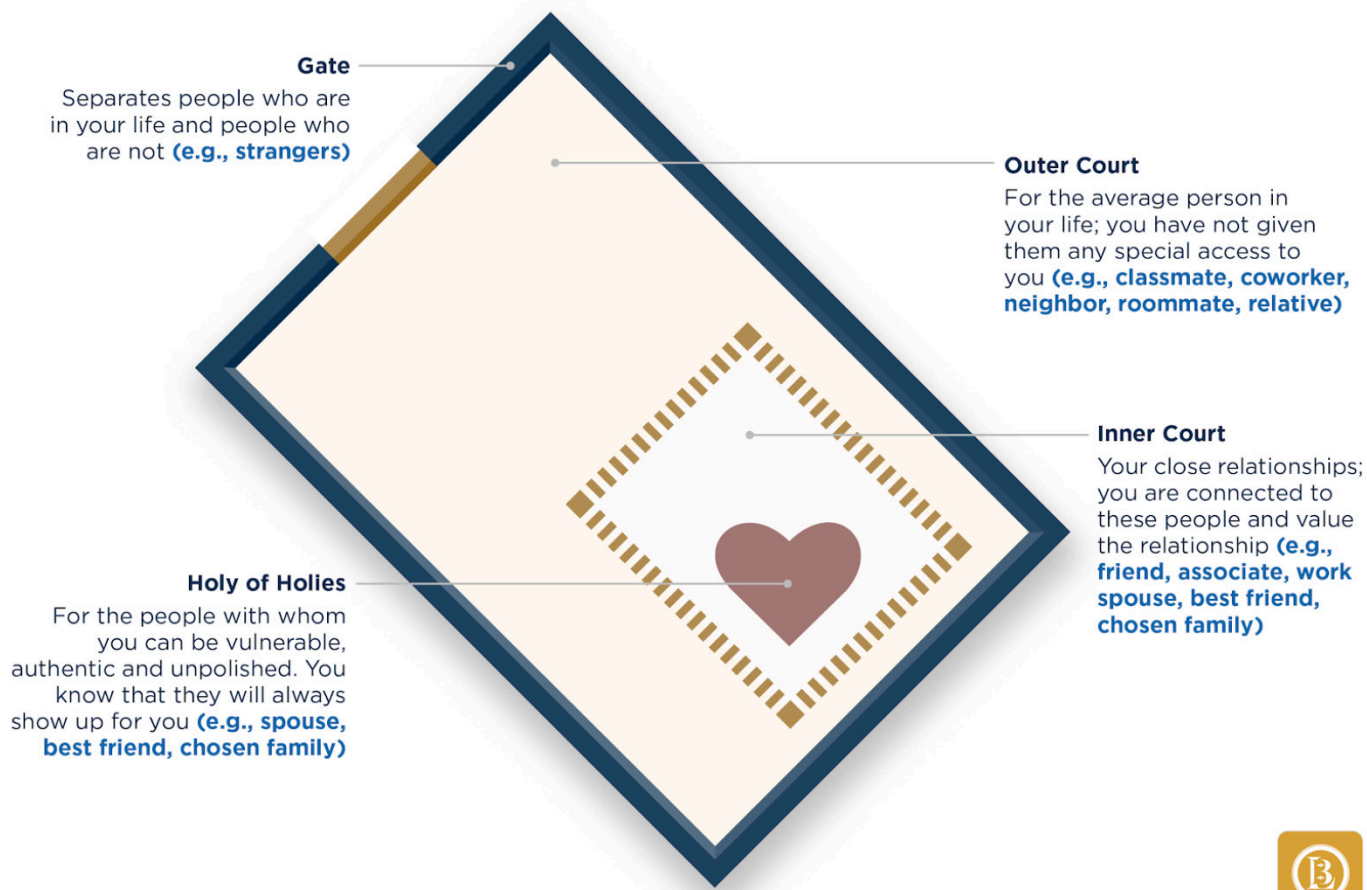 Gate
Separates people who are
in your life and people who
are not (e.g., strangers)
Outer Court
For the average person in
your life; you have not given
them any special access to
you (e.g., classmate, coworker,
neighbor, roommate, relative)
Inner Court
Your close relationships;
you are connected to
these people and value
the relationship (e.g.,
friend, associate, work
spouse, best friend,
chosen family)
Holy of Holies
For the people with whom
you can be vulnerable,
authentic and unpolished. You
know that they will always
show up for you (e.g., spouse,
best friend, chosen family)